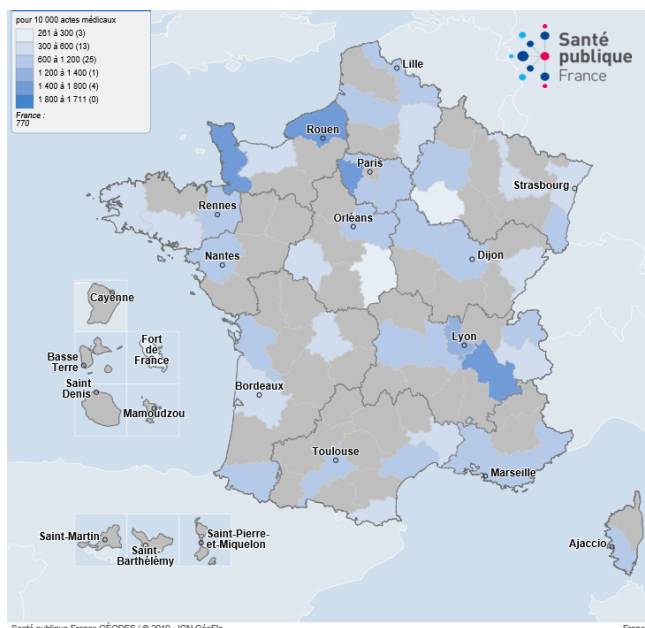 pour 10 000 actes médicaux
261 à 300 (3)
300 à 600 (13)
600 à 1 200 (25)
1 200 à 1 400 (1)
1 400 à 1 800 (4)
1 800 à 1 711 (0)
France :
770
Santé
publique
France
Lille
Rouen
Paris
Strasbourg
Rennes
Orléans
Nantes
Dijon
Cayenne
Lyon
Basse
Terre
Fort
de
France
Saint
Denis
Mamoudzou
Bordeaux
Toulouse
Marseille
Saint-Martin
Saint-
Barthélémy
Saint-Pierre
et-Miquelon
Ajaccio